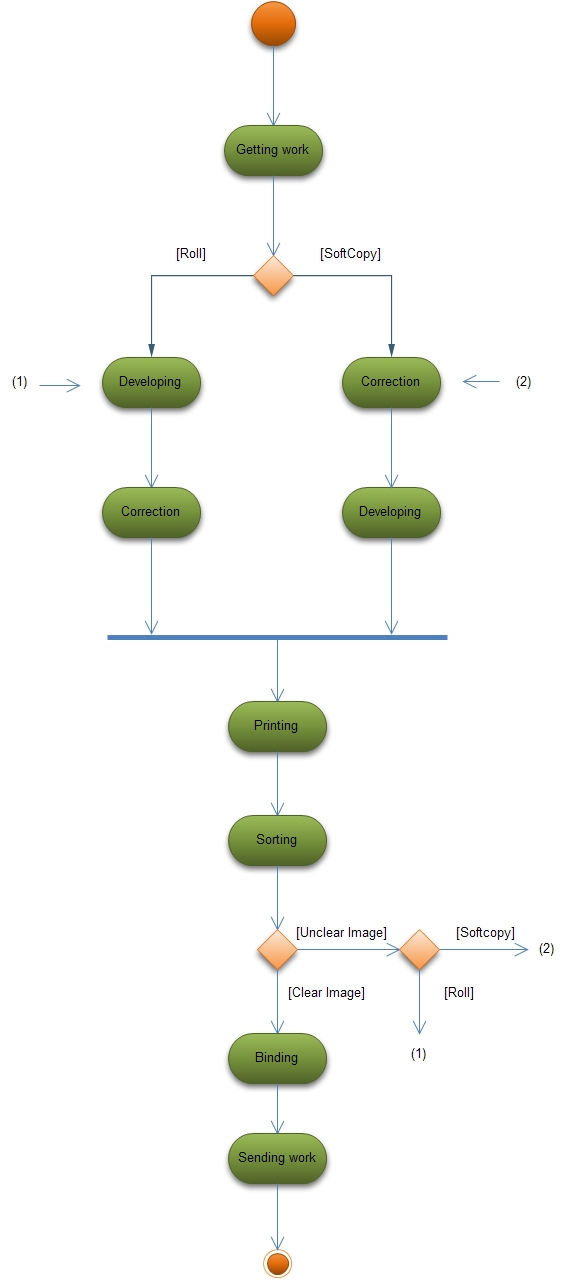 Getting work
[Roll]
[SoftCopy]
(1)
Developing
Correction
(2)
Correction
Developing
Printing
Sorting
[Unclear Image]
[Softcopy]
(2)
[Clear Image]
[Roll]
(1)
Binding
Sending work